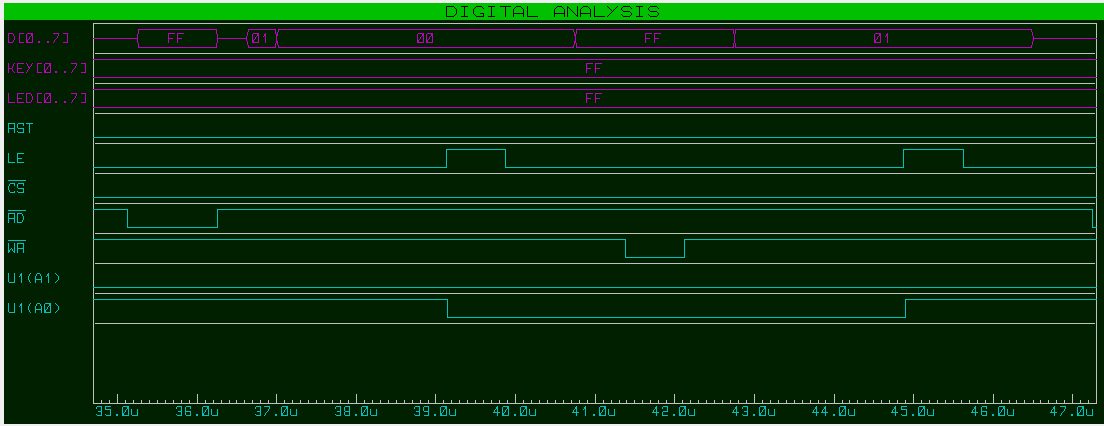 DIGITAL ANALYSIS
D[0..7] FF 01 00 FF 01
KEY[0..7] FF
LED[0..7] FF
RST
LE
CS
RD
WR
U1(A1)
U1(A0)
35.0u 36.0u 37.0u 38.0u 39.0u 40.0u 41.0u 42.0u 43.0u 44.0u 45.0u 46.0u 47.0u